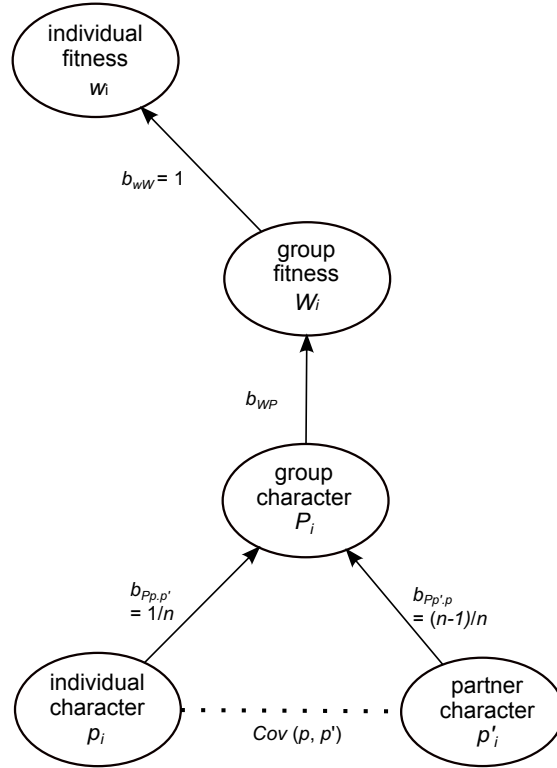 individual
fitness
wi
bwW = 1
group
fitness
Wi
bWP
group
character
Pi
bPp.p'
= 1/n
bPp'.p
= (n-1)/n
individual
character
pi
Cov (p, p')
partner
character
p'i